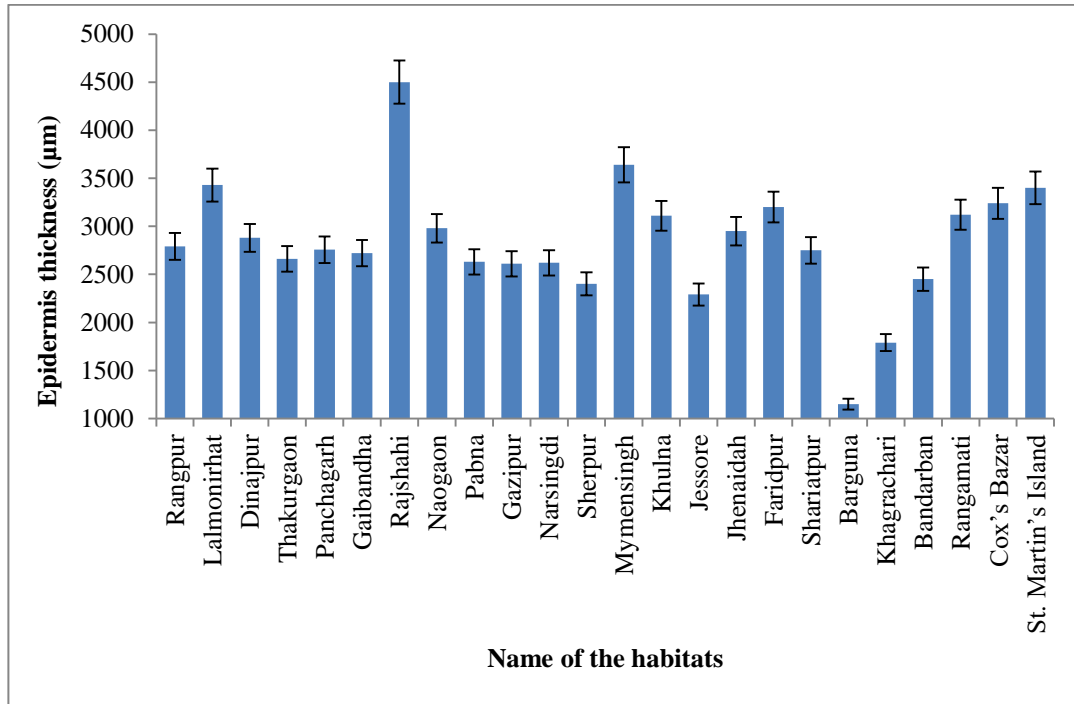 Epidermis thickness (µm)
5000
4500
4000
3500
3000
2500
2000
1500
1000
Rangpur
Lalmonirhat
Dinajpur
Thakurgaon
Panchagarh
Gaibandha
Rajshahi
Naogaon
Pabna
Gazipur
Narsingdi
Sherpur
Mymensingh
Khulna
Jessore
Jhenaidah
Faridpur
Shariatpur
Barguna
Khagrachari
Bandarban
Rangamati
Cox’s Bazar
St. Martin’s Island
Name of the habitats